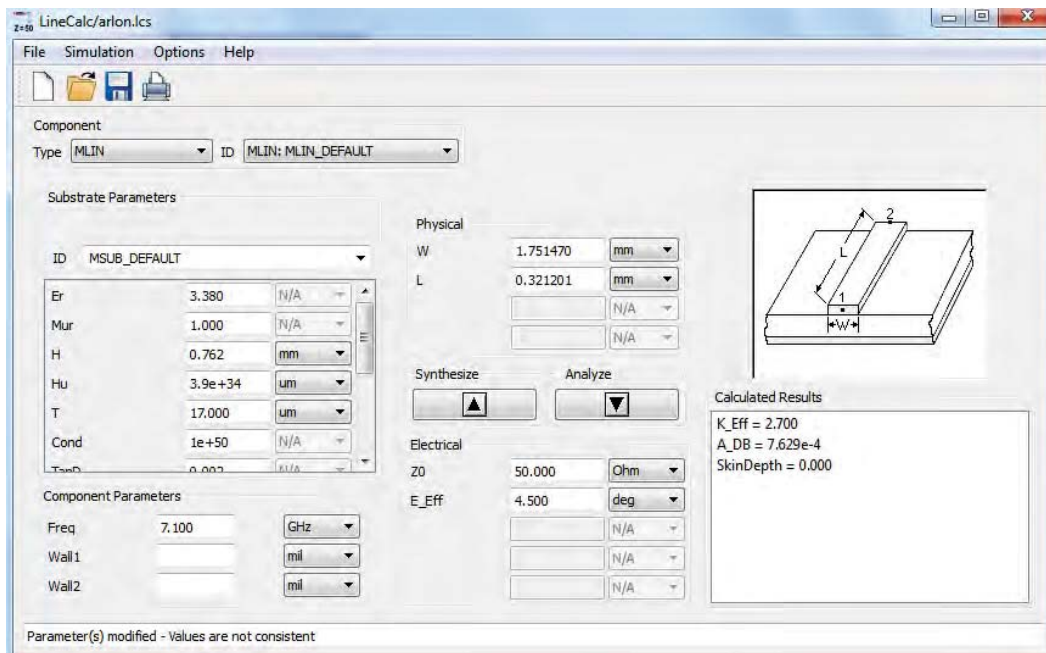 Z=50 LineCalc/arlon.lcs
File Simulation Options Help
Component
Type MLIN ID MLIN: MLIN_DEFAULT
Substrate Parameters
ID MSUB_DEFAULT
Er 3.380 N/A
Mur 1.000 N/A
H 0.762 mm
Hu 3.9e+34 um
T 17.000 um
Cond 1e+50 N/A
TanD 0.002 N/A
Component Parameters
Freq 7.100 GHz
Wall1 mil
Wall2 mil
Physical
W 1.751470 mm
L 0.321201 mm
N/A
N/A
Synthesize Analyze
Electrical
Z0 50.000 Ohm
E_Eff 4.500 deg
N/A
N/A
N/A
2
L
1
W
Calculated Results
K_Eff = 2.700
A_DB = 7.629e-4
SkinDepth = 0.000
Parameter(s) modified - Values are not consistent